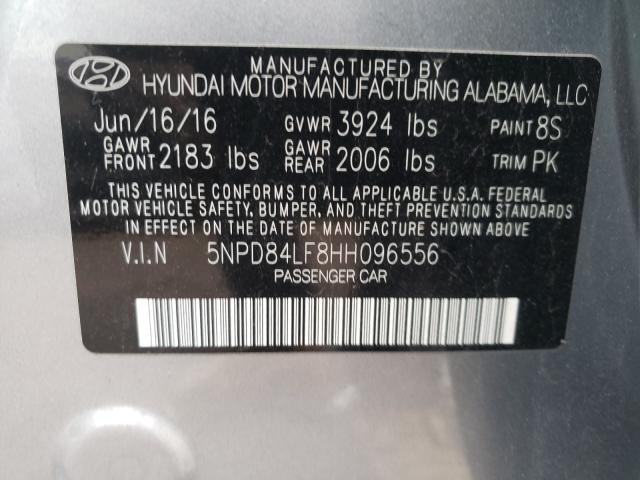 MANUFACTURED BY
HYUNDAI MOTOR MANUFACTURING ALABAMA, LLC
Jun/16/16 GVWR 3924 lbs PAINT 8S
GAWR FRONT 2183 lbs GAWR REAR 2006 lbs TRIM PK
THIS VEHICLE CONFORMS TO ALL APPLICABLE U.S.A. FEDERAL
MOTOR VEHICLE SAFETY, BUMPER, AND THEFT PREVENTION
STANDARDS IN EFFECT ON THE
DATE OF MANUFACTURE SHOWN ABOVE
V.I.N 5NPD84LF8HH096556
PASSENGER CAR